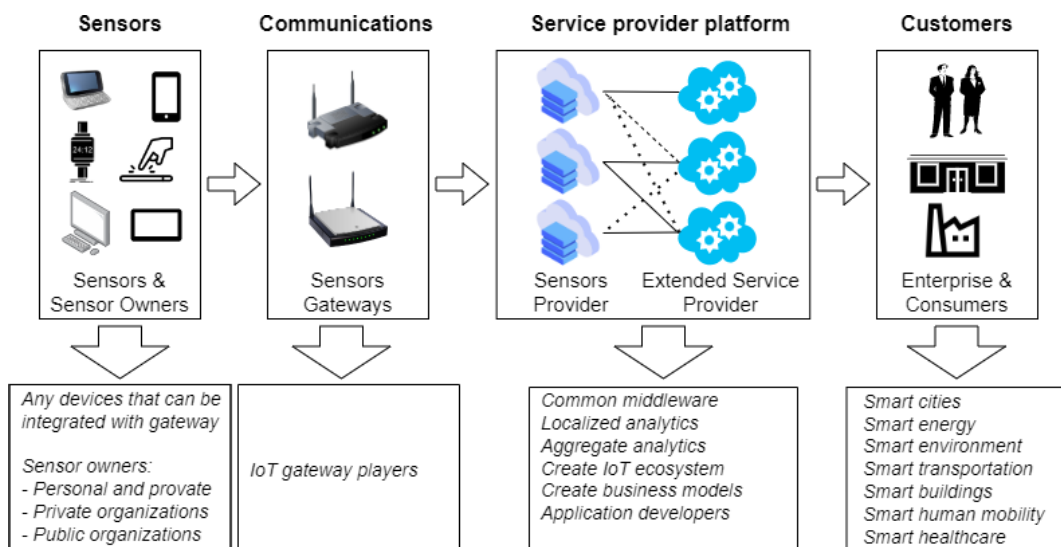 Sensors
Communications
Service provider platform
Customers
24:12
Sensors &
Sensor Owners
Sensors
Gateways
Sensors
Provider
Extended Service
Provider
Enterprise &
Consumers
Any devices that can be
integrated with gateway
Sensor owners:
- Personal and provate
- Private organizations
- Public organizations
IoT gateway players
Common middleware
Localized analytics
Aggregate analytics
Create IoT ecosystem
Create business models
Application developers
Smart cities
Smart energy
Smart environment
Smart transportation
Smart buildings
Smart human mobility
Smart healthcare